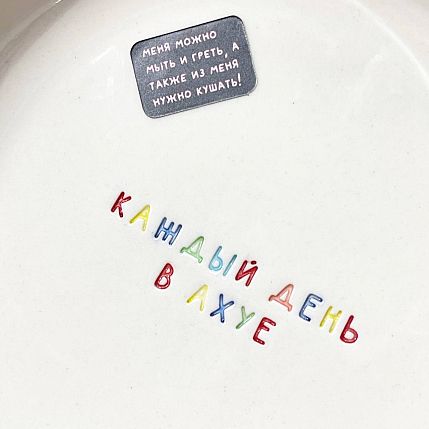 МЕНЯ МОЖНО
МЫТЬ И ГРЕТЬ, А
ТАКЖЕ ИЗ МЕНЯ
НУЖНО КУШАТЬ!
КАЖДЫЙ ДЕНЬ
В АХУЕ